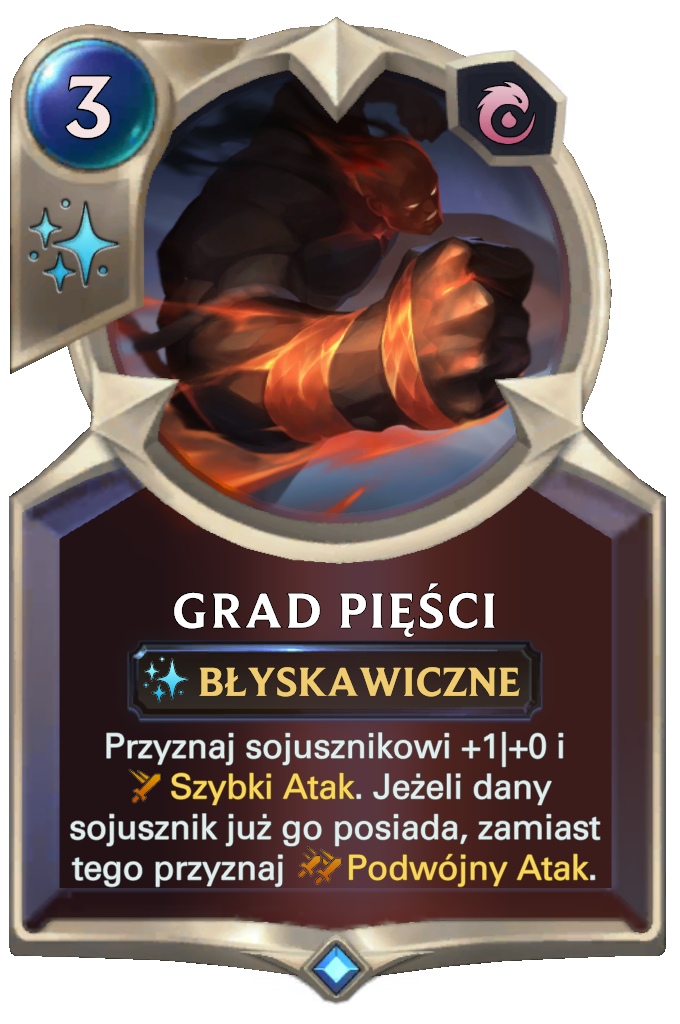 3
GRAD PIĘŚCI
BŁYSKAWICZNE
Przyznaj sojusznikowi +1|+0 i
Szybki Atak. Jeżeli dany
sojusznik już go posiada, zamiast
tego przyznaj Podwójny Atak.